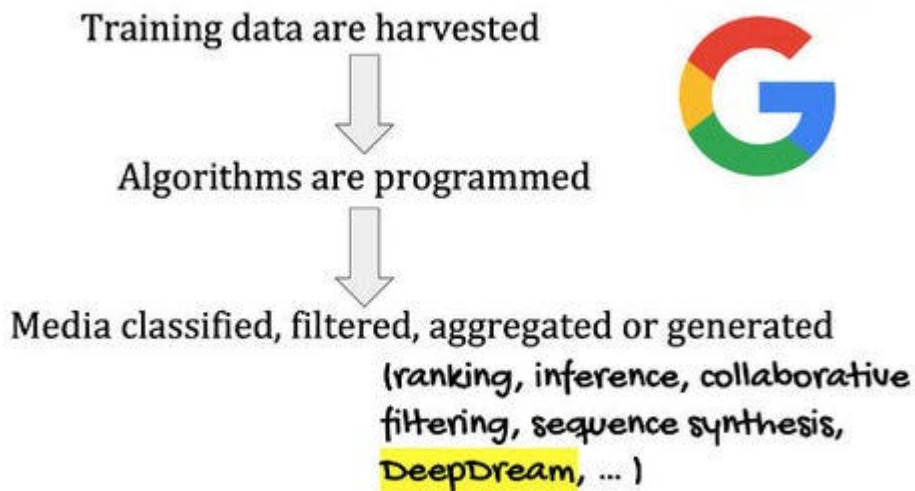 Training data are harvested
Algorithms are programmed
Media classified, filtered, aggregated or generated
(ranking, inference, collaborative
filtering, sequence synthesis,
DeepDream, ... )